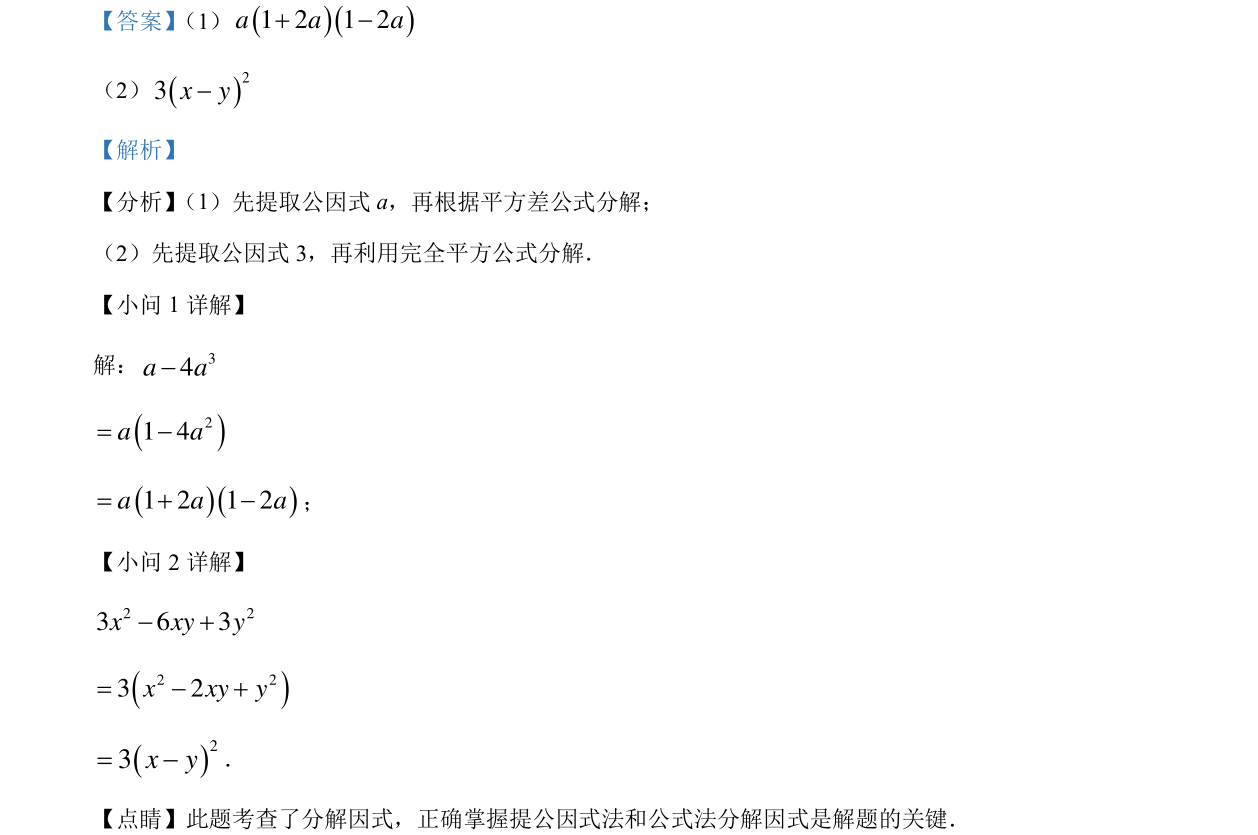 【答案】（1）a(1+2a)(1−2a)
（2）3(x−y)²
【解析】
【分析】（1）先提取公因式 a，再根据平方差公式分解；
（2）先提取公因式 3，再利用完全平方公式分解．
【小问 1 详解】
解：a−4a³
=a(1−4a²)
=a(1+2a)(1−2a)；
【小问 2 详解】
3x²−6xy+3y²
=3(x²−2xy+y²)
=3(x−y)²．
【点睛】此题考查了分解因式，正确掌握提公因式法和公式法分解因式是解题的关键．